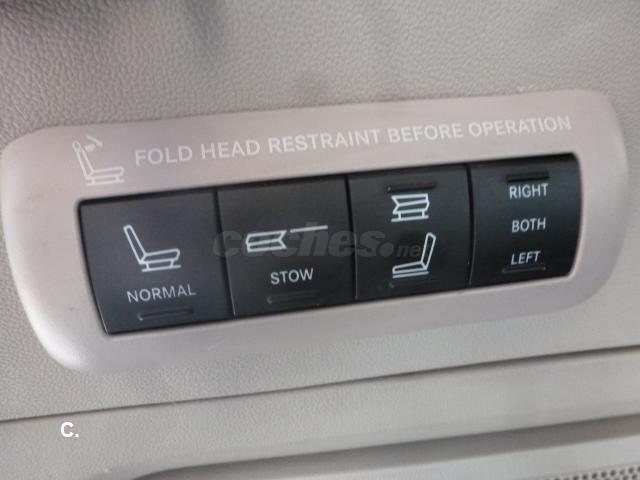 FOLD HEAD RESTRAINT BEFORE OPERATION
NORMAL
STOW
RIGHT
BOTH
LEFT
coches.net
C.